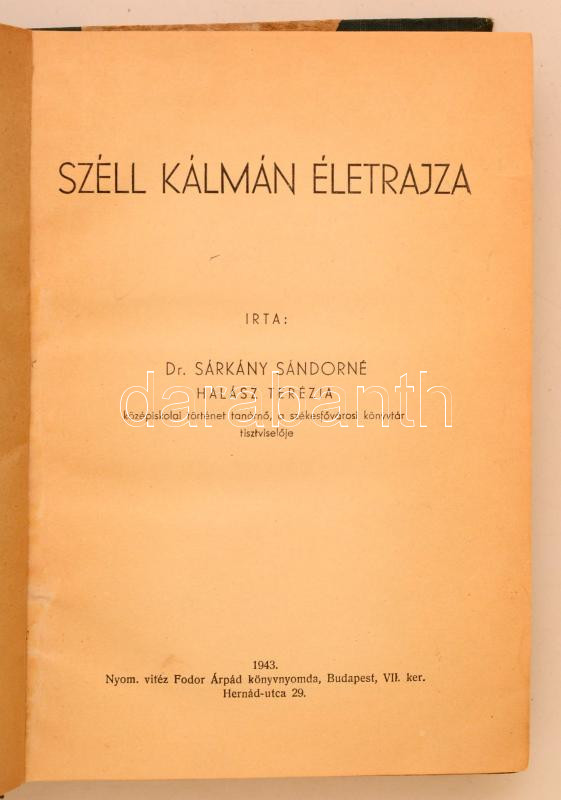 SZÉLL KÁLMÁN ÉLETRAJZA
IRTA:
Dr. SÁRKÁNY SÁNDORNÉ
HALÁSZ TERÉZIA
középiskolai történet tanárnő, a székesfővárosi könyvtár
tisztviselője
darabanth
1943.
Nyom. vitéz Fodor Árpád könyvnyomda, Budapest, VII. ker.
Hernád-utca 29.